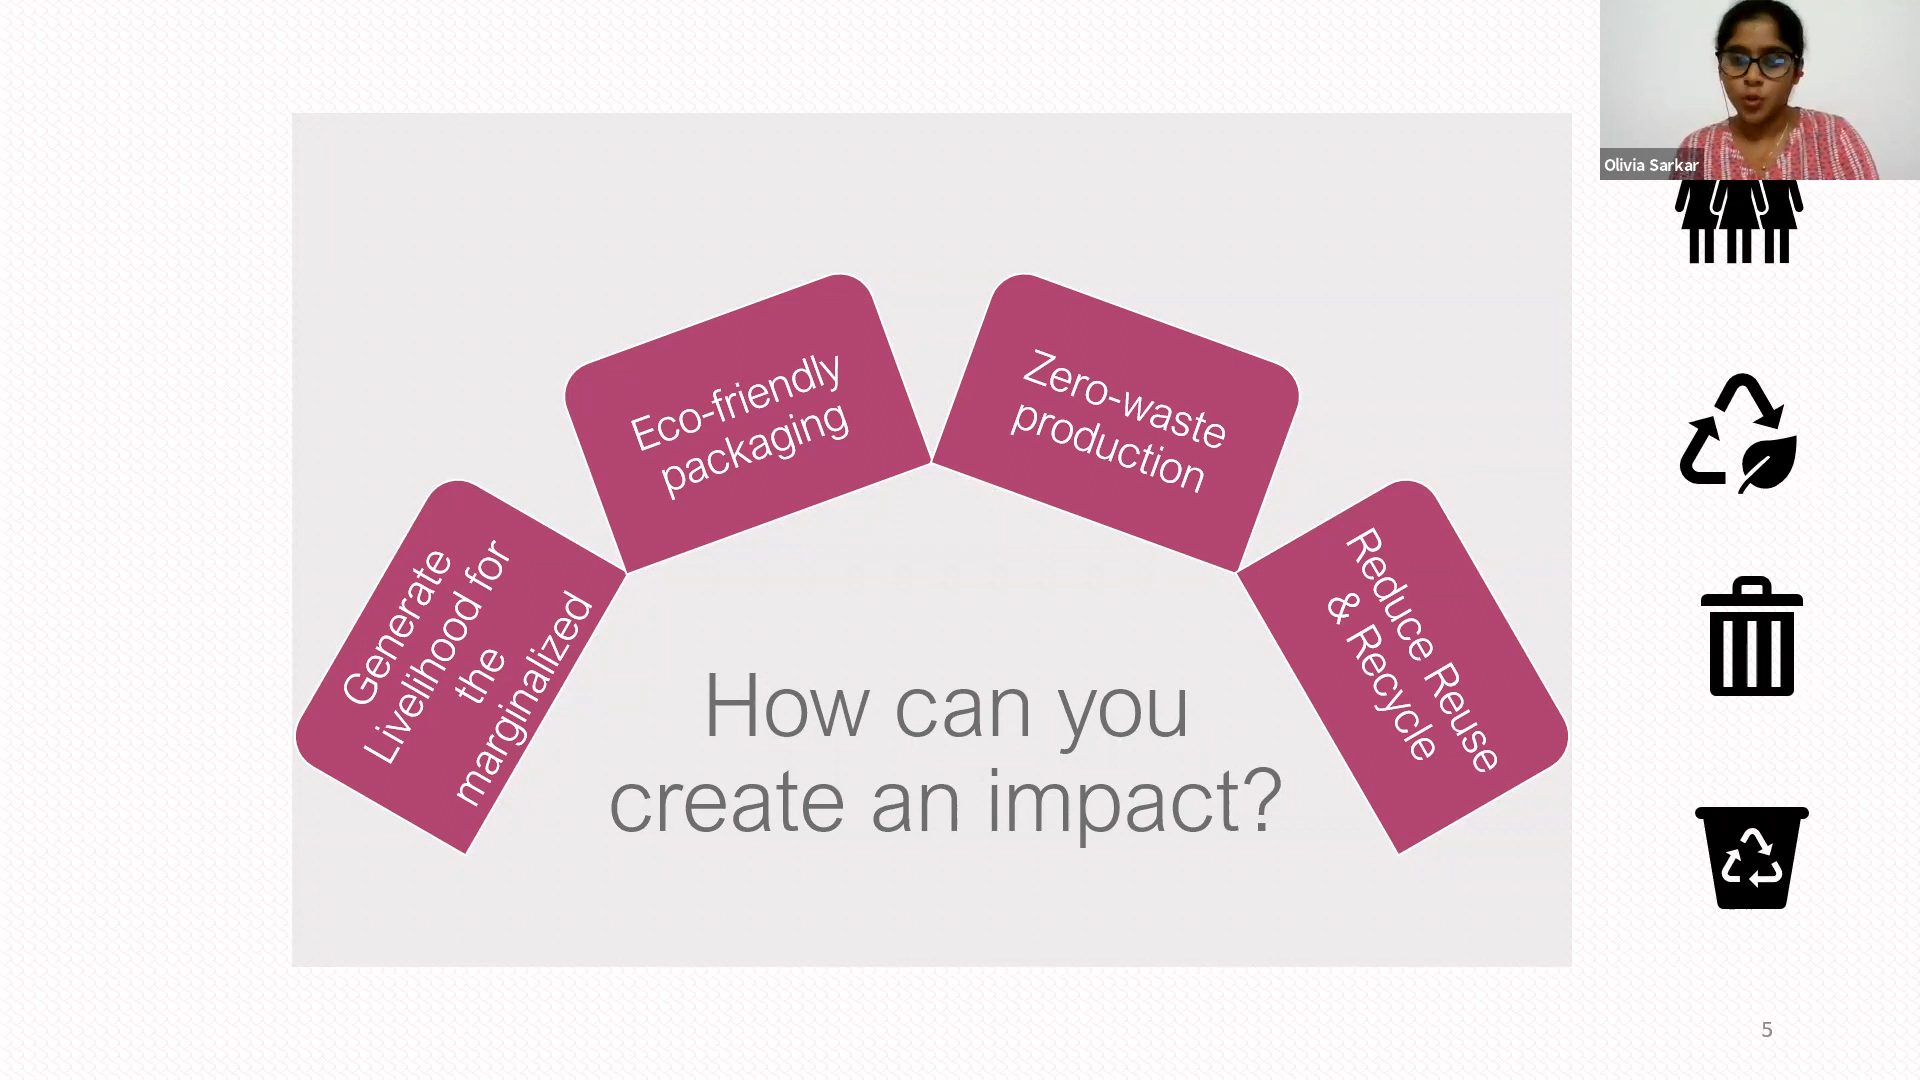 Olivia Sarkar
Eco-friendly
packaging
Zero-waste
production
Generate
Livelihood for
the
marginalized
Reduce Reuse
& Recycle
How can you
create an impact?
5